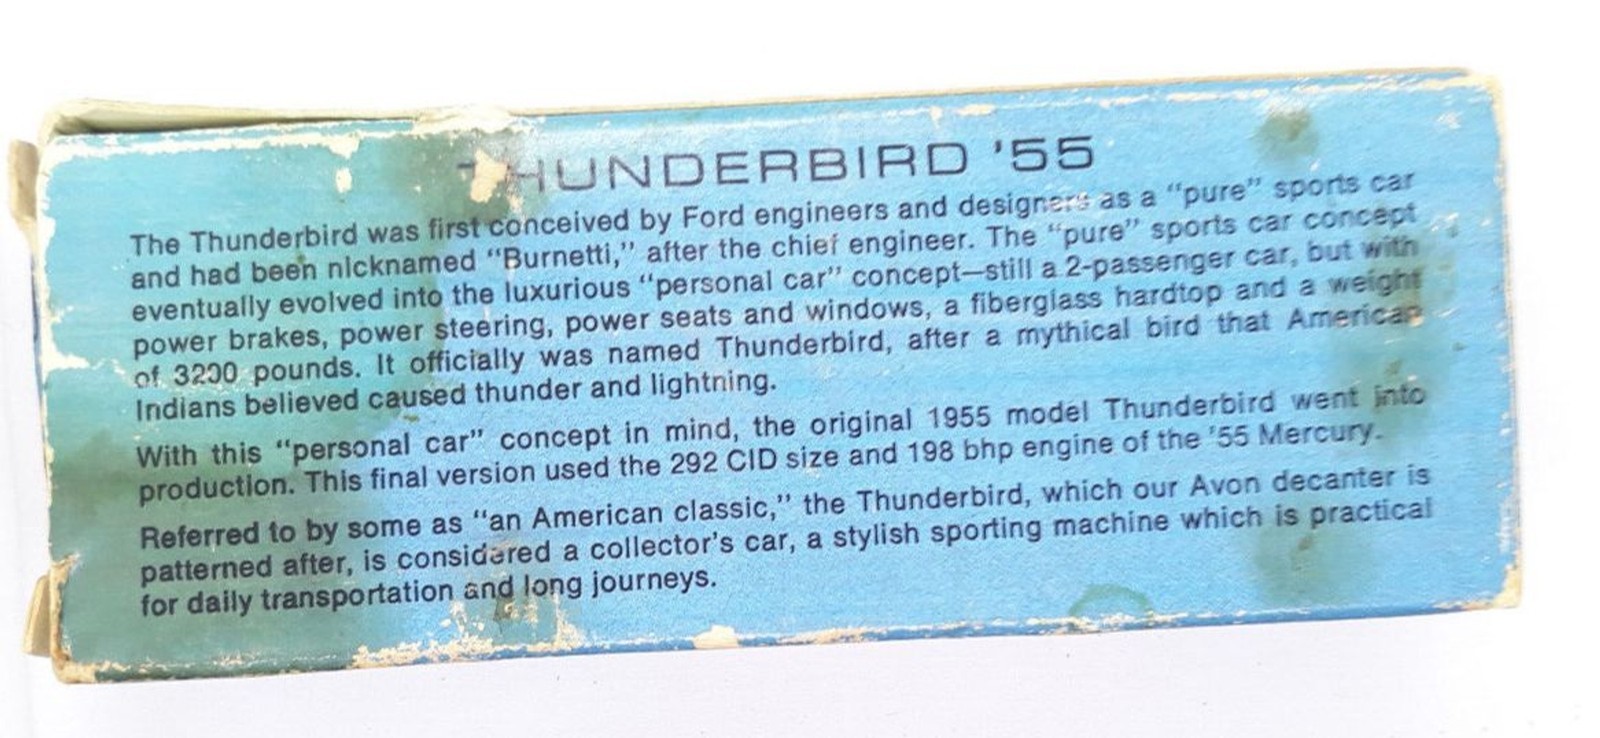 THUNDERBIRD '55
The Thunderbird was first conceived by Ford engineers and designers as a “pure” sports car
and had been nicknamed “Burnetti,” after the chief engineer. The “pure” sports car concept
eventually evolved into the luxurious “personal car” concept—still a 2-passenger car, but with
power brakes, power steering, power seats and windows, a fiberglass hardtop and a weight
of 3200 pounds. It officially was named Thunderbird, after a mythical bird that American
Indians believed caused thunder and lightning.
With this “personal car” concept in mind, the original 1955 model Thunderbird went into
production. This final version used the 292 CID size and 198 bhp engine of the '55 Mercury.
Referred to by some as “an American classic,” the Thunderbird, which our Avon decanter is
patterned after, is considered a collector's car, a stylish sporting machine which is practical
for daily transportation and long journeys.